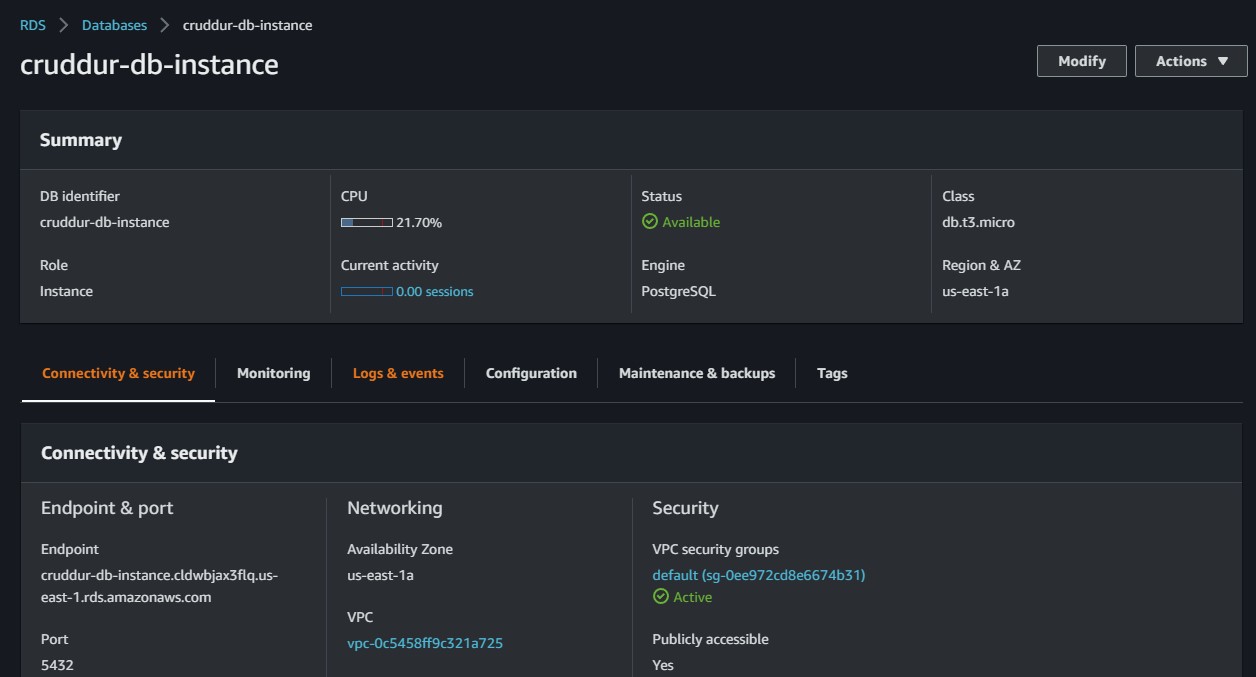 RDS > Databases > cruddur-db-instance
cruddur-db-instance
Modify
Actions ▼
Summary
DB identifier
cruddur-db-instance
CPU
21.70%
Status
Available
Class
db.t3.micro
Role
Instance
Current activity
0.00 sessions
Engine
PostgreSQL
Region & AZ
us-east-1a
Connectivity & security
Monitoring
Logs & events
Configuration
Maintenance & backups
Tags
Connectivity & security
Endpoint & port
Endpoint
cruddur-db-instance.cldwbjax3flq.us-
east-1.rds.amazonaws.com
Port
5432
Networking
Availability Zone
us-east-1a
VPC
vpc-0c5458ff9c321a725
Security
VPC security groups
default (sg-0ee972cd8e6674b31)
Active
Publicly accessible
Yes